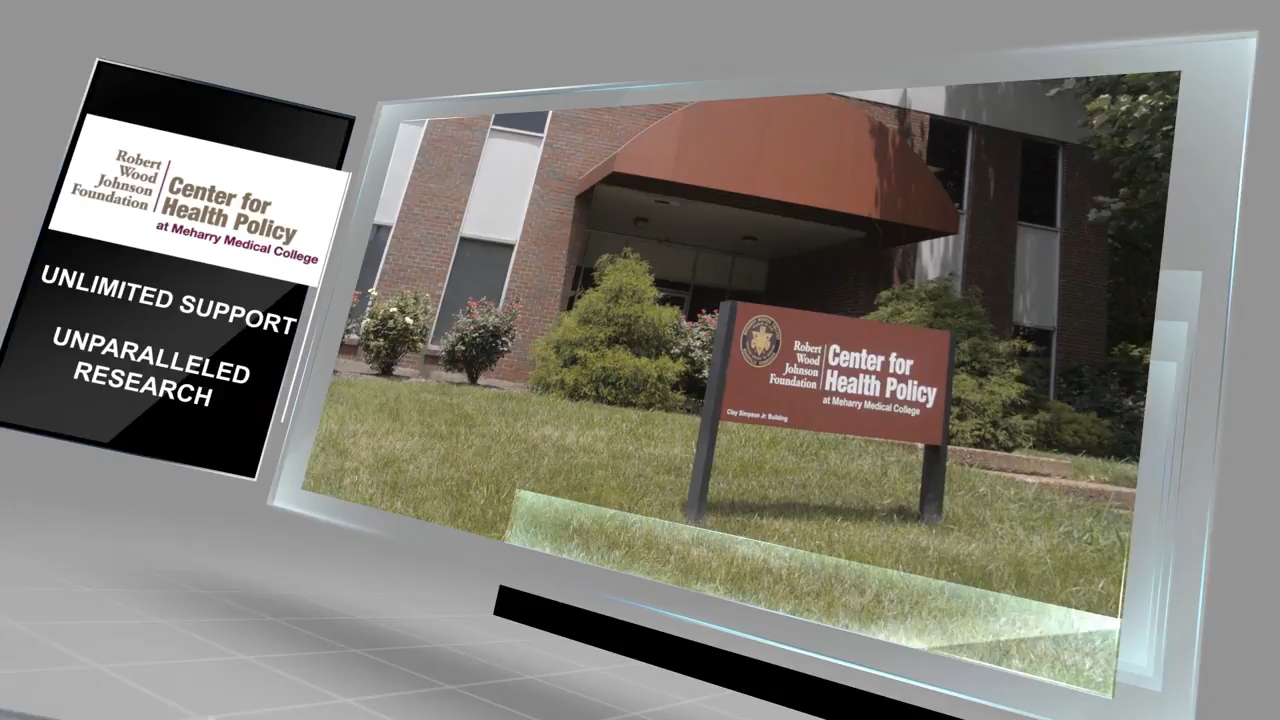 Robert
Wood
Johnson
Foundation
Center for
Health Policy
at Meharry Medical College
UNLIMITED SUPPORT
UNPARALLELED
RESEARCH
Robert
Wood
Johnson
Foundation
Center for
Health Policy
at Meharry Medical College
Clay Simpson Jr. Building